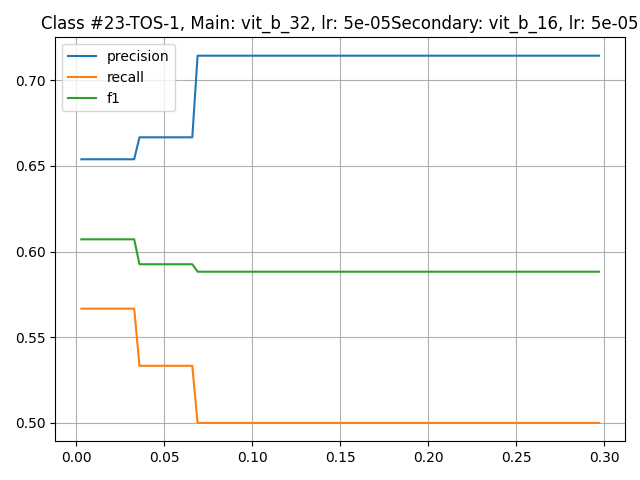 Class #23-TOS-1, Main: vit_b_32, lr: 5e-05Secondary: vit_b_16, lr: 5e-05
precision
recall
f1
0.70
0.65
0.60
0.55
0.50
0.00 0.05 0.10 0.15 0.20 0.25 0.30